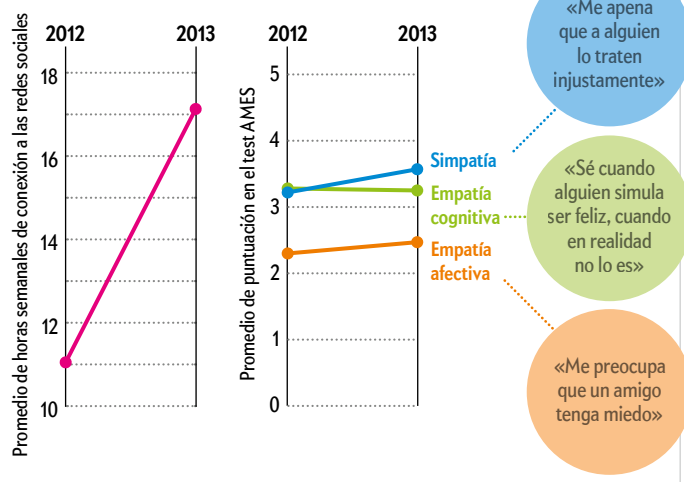 Promedio de horas semanales de conexión a las redes sociales
2012
2013
18
16
14
12
10
Promedio de puntuación en el test AMES
2012
2013
5
4
3
2
1
0
Simpatía
Empatía
cognitiva
Empatía
afectiva
«Me apena
que a alguien
lo traten
injustamente»
«Sé cuando
alguien simula
ser feliz, cuando
en realidad
no lo es»
«Me preocupa
que un amigo
tenga miedo»